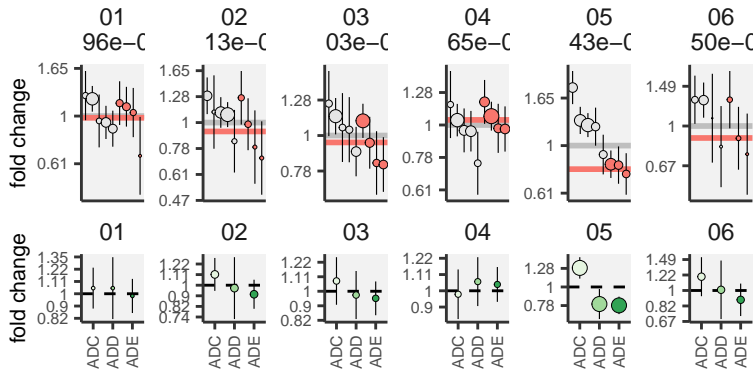 01 02 03 04 05 06
96e−0 13e−0 03e−0 65e−0 43e−0 50e−0
fold change
1.65 1 0.61
1.65 1.28 1 0.78 0.61 0.47
1.28 1 0.78
1.28 1 0.78 0.61
1.65 1 0.61
1.49 1 0.67
01 02 03 04 05 06
fold change
1.35 1.22 1.11 1 0.9 0.82
1.22 1.11 1 0.9 0.82 0.74
1.22 1.11 1 0.9 0.82
1.22 1.11 1 0.9 0.82
1.28 1 0.78
1.49 1.22 1 0.82 0.67
ADC ADD ADE ADC ADD ADE ADC ADD ADE ADC ADD ADE ADC ADD ADE ADC ADD ADE